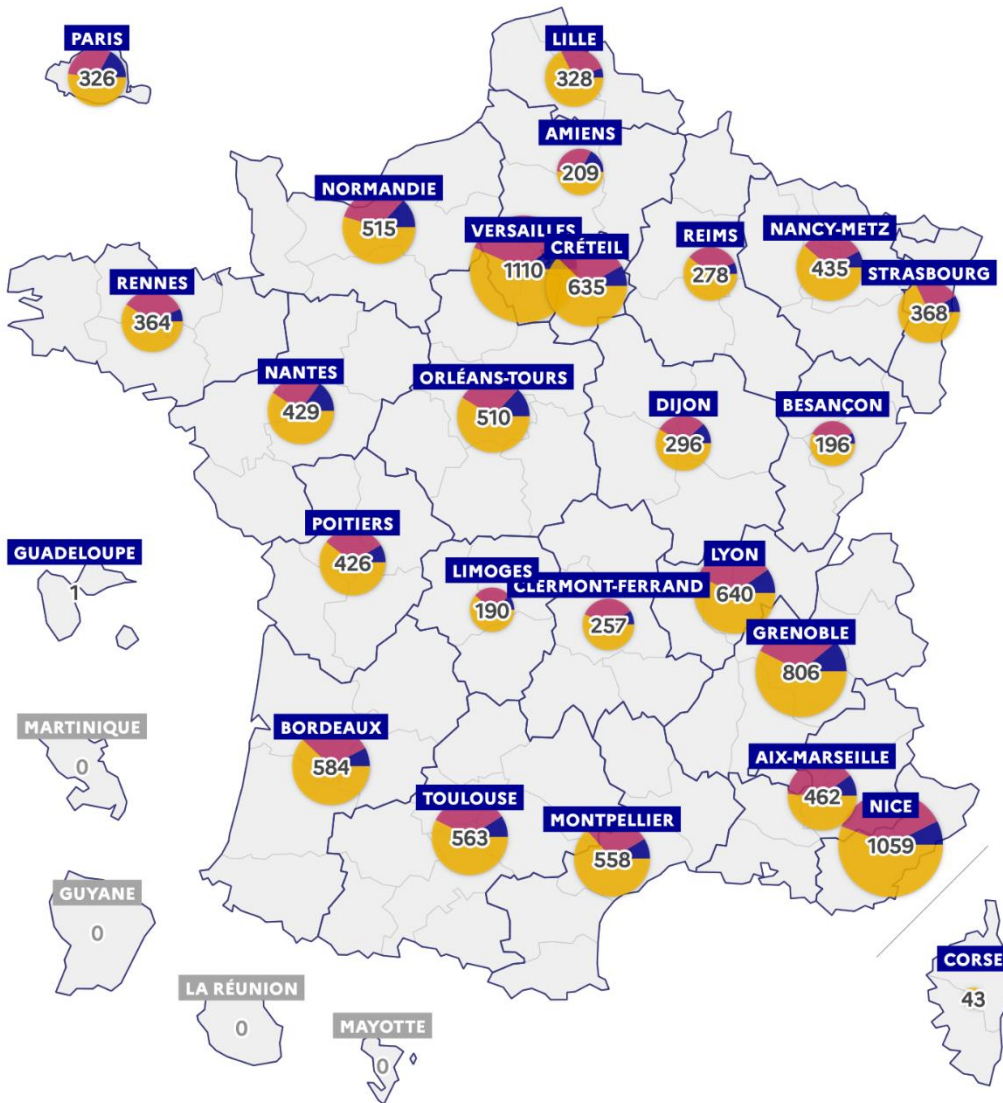 PARIS
326
LILLE
328
AMIENS
209
NORMANDIE
515
VERSAILLES
1110
CRÉTEIL
635
REIMS
278
NANCY-METZ
435
STRASBOURG
368
RENNES
364
NANTES
429
ORLÉANS-TOURS
510
DIJON
296
BESANÇON
196
POITIERS
426
GUADELOUPE
1
LIMOGES
190
CLERMONT-FERRAND
257
LYON
640
GRENOBLE
806
MARTINIQUE
0
BORDEAUX
584
AIX-MARSEILLE
462
TOULOUSE
563
MONTPELLIER
558
NICE
1059
GUYANE
0
LA RÉUNION
0
MAYOTTE
0
CORSE
43